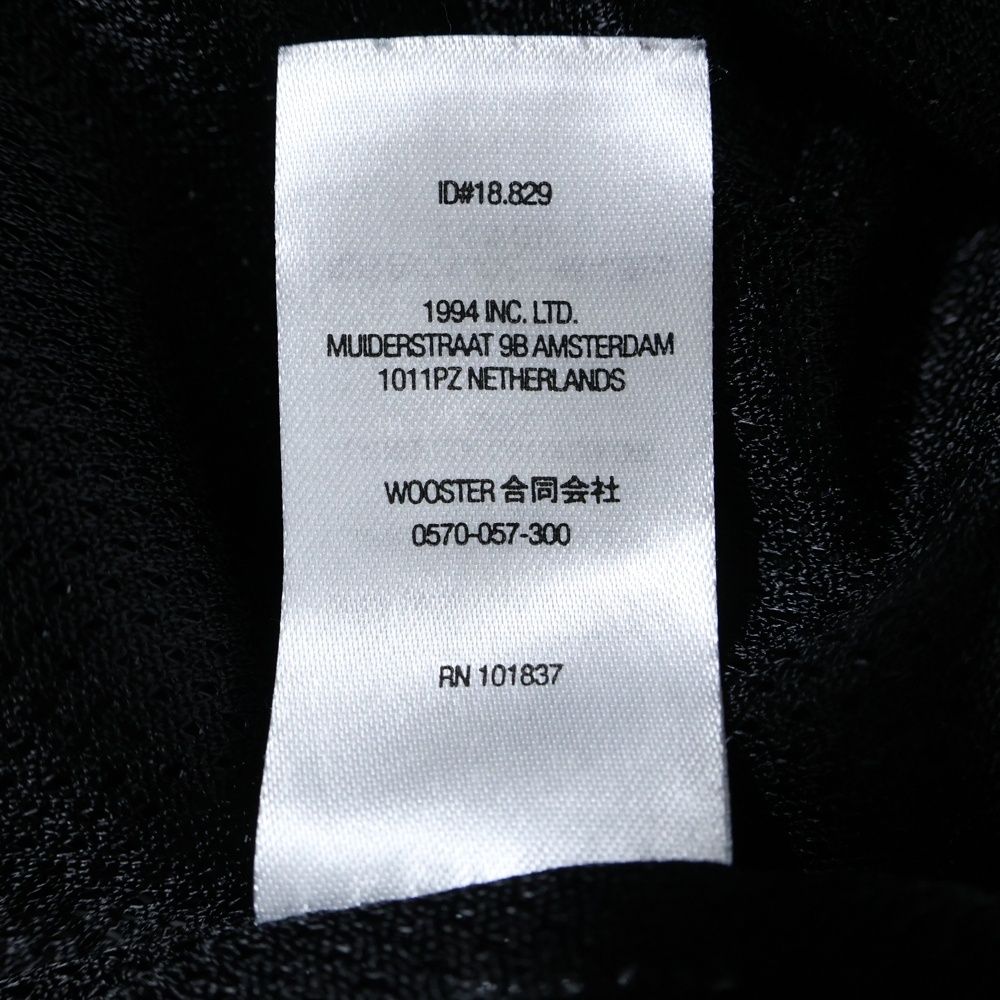 ID#18.829
1994 INC. LTD.
MUIDERSTRAAT 9B AMSTERDAM
1011PZ NETHERLANDS
WOOSTER 合同会社
0570-057-300
RN 101837